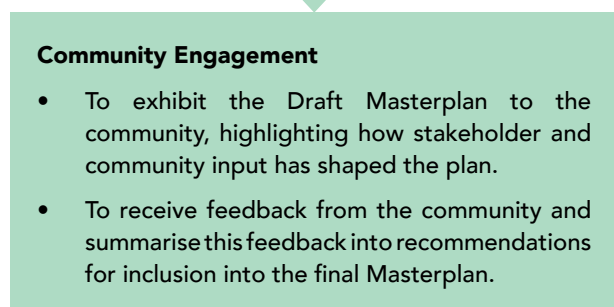 Community Engagement
• To exhibit the Draft Masterplan to the
community, highlighting how stakeholder and
community input has shaped the plan.
• To receive feedback from the community and
summarise this feedback into recommendations
for inclusion into the final Masterplan.